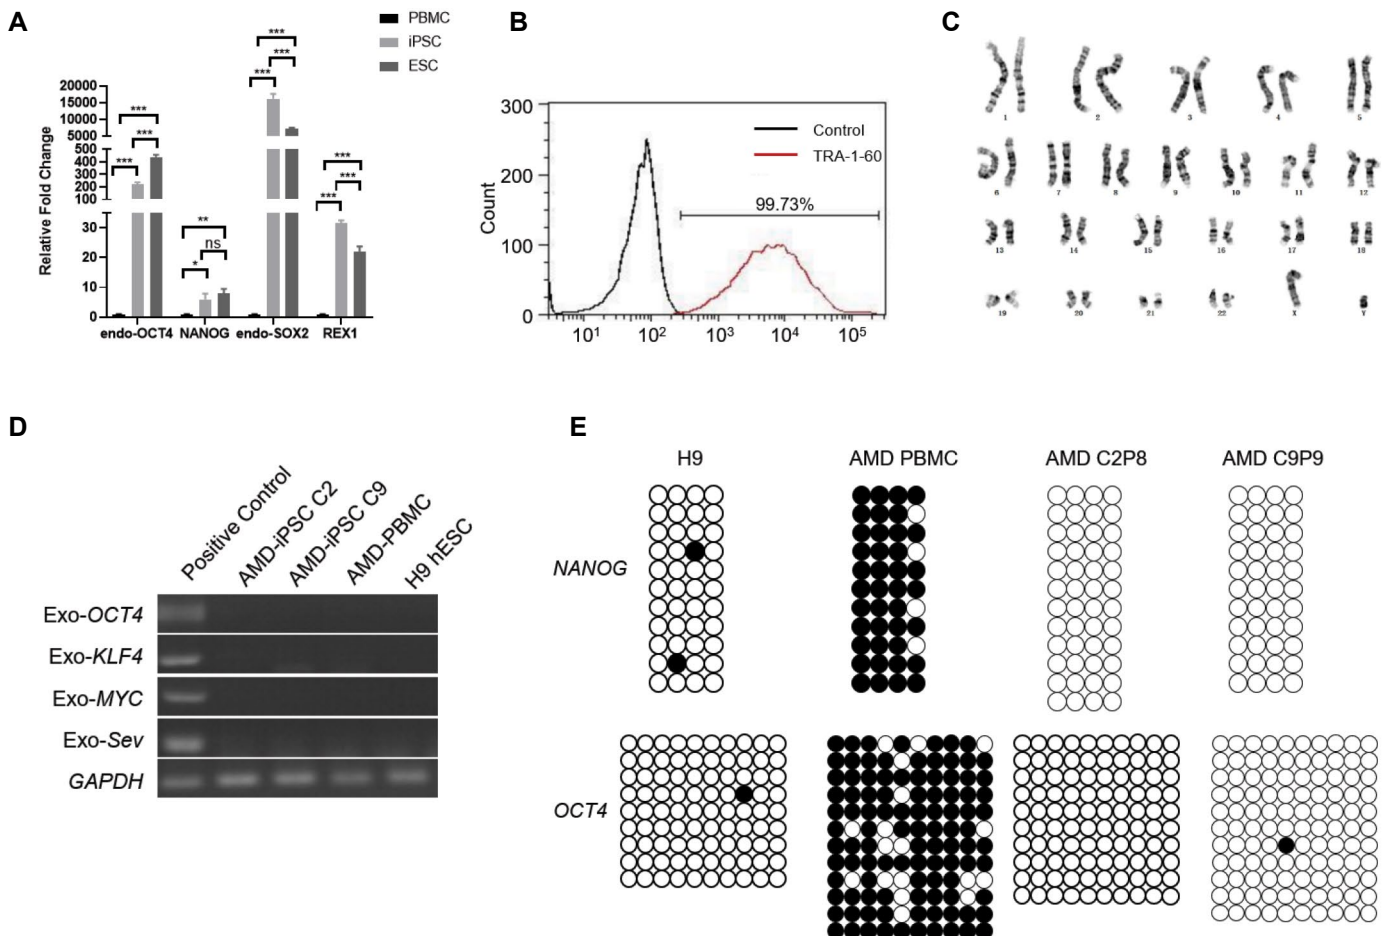 A
PBMC
iPSC
ESC
Relative Fold Change
20000
15000
10000
5000
500
400
300
200
100
30
20
10
0
***
***
***
**
ns
*
***
***
***
***
***
***
endo-OCT4 NANOG endo-SOX2 REX1
B
Count
300
200
100
0
Control
TRA-1-60
99.73%
10¹ 10² 10³ 10⁴ 10⁵
C
1 2 3 4 5
6 7 8 9 10 11 12
13 14 15 16 17 18
19 20 21 22 X Y
D
Positive Control
AMD-iPSC C2
AMD-iPSC C9
AMD-PBMC
H9 hESC
Exo-OCT4
Exo-KLF4
Exo-MYC
Exo-Sev
GAPDH
E
H9 AMD PBMC AMD C2P8 AMD C9P9
NANOG
OCT4